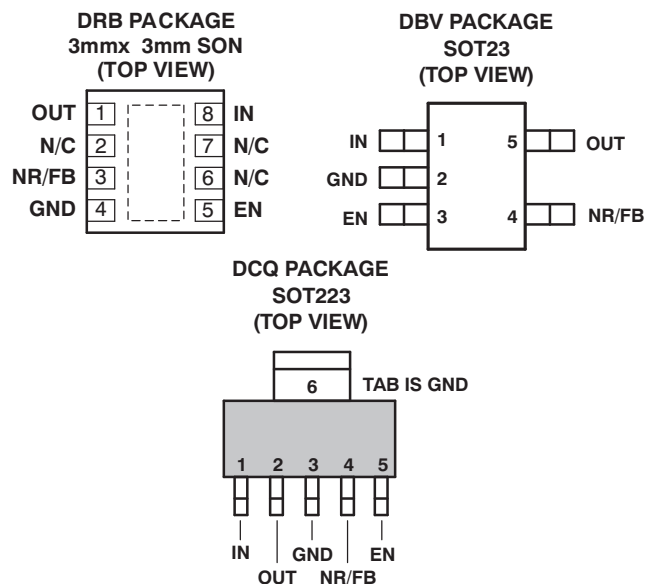 DRB PACKAGE
3mmx 3mm SON
(TOP VIEW)
OUT 1 8 IN
N/C 2 7 N/C
NR/FB 3 6 N/C
GND 4 5 EN
DBV PACKAGE
SOT23
(TOP VIEW)
IN 1 5 OUT
GND 2
EN 3 4 NR/FB
DCQ PACKAGE
SOT223
(TOP VIEW)
6 TAB IS GND
1 2 3 4 5
IN GND EN
OUT NR/FB